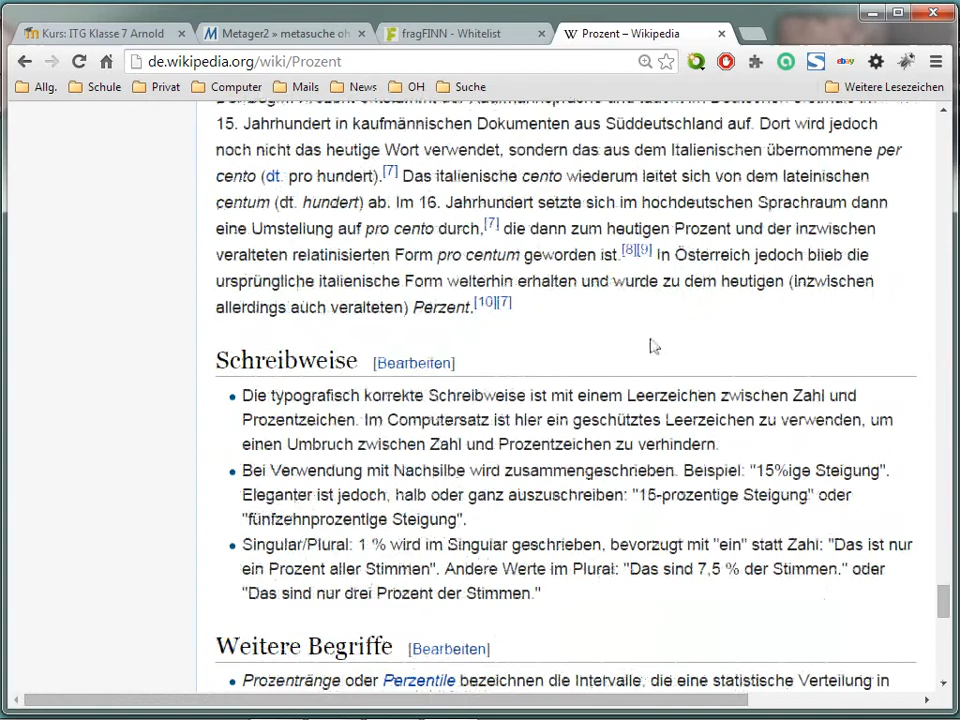 Kurs: ITG Klasse 7 Arnold
Metager2 » metasuche oh
fragFINN - Whitelist
Prozent – Wikipedia
de.wikipedia.org/wiki/Prozent
Allg.
Schule
Privat
Computer
Mails
News
OH
Suche
Weitere Lesezeichen
15. Jahrhundert in kaufmännischen Dokumenten aus Süddeutschland auf. Dort wird jedoch
noch nicht das heutige Wort verwendet, sondern das aus dem Italienischen übernommene per
cento (dt. pro hundert).[7] Das italienische cento wiederum leitet sich von dem lateinischen
centum (dt. hundert) ab. Im 16. Jahrhundert setzte sich im hochdeutschen Sprachraum dann
eine Umstellung auf pro cento durch,[7] die dann zum heutigen Prozent und der inzwischen
veralteten relatinisierten Form pro centum geworden ist.[8][9] In Österreich jedoch blieb die
ursprüngliche italienische Form weiterhin erhalten und wurde zu dem heutigen (inzwischen
allerdings auch veralteten) Perzent.[10][7]
Schreibweise [Bearbeiten]
• Die typografisch korrekte Schreibweise ist mit einem Leerzeichen zwischen Zahl und
Prozentzeichen. Im Computersatz ist hier ein geschütztes Leerzeichen zu verwenden, um
einen Umbruch zwischen Zahl und Prozentzeichen zu verhindern.
• Bei Verwendung mit Nachsilbe wird zusammengeschrieben. Beispiel: "15%ige Steigung".
Eleganter ist jedoch, halb oder ganz auszuschreiben: "15-prozentige Steigung" oder
"fünfzehnprozentige Steigung".
• Singular/Plural: 1 % wird im Singular geschrieben, bevorzugt mit "ein" statt Zahl: "Das ist nur
ein Prozent aller Stimmen". Andere Werte im Plural: "Das sind 7,5 % der Stimmen." oder
"Das sind nur drei Prozent der Stimmen."
Weitere Begriffe [Bearbeiten]
• Prozentränge oder Perzentile bezeichnen die Intervalle, die eine statistische Verteilung in